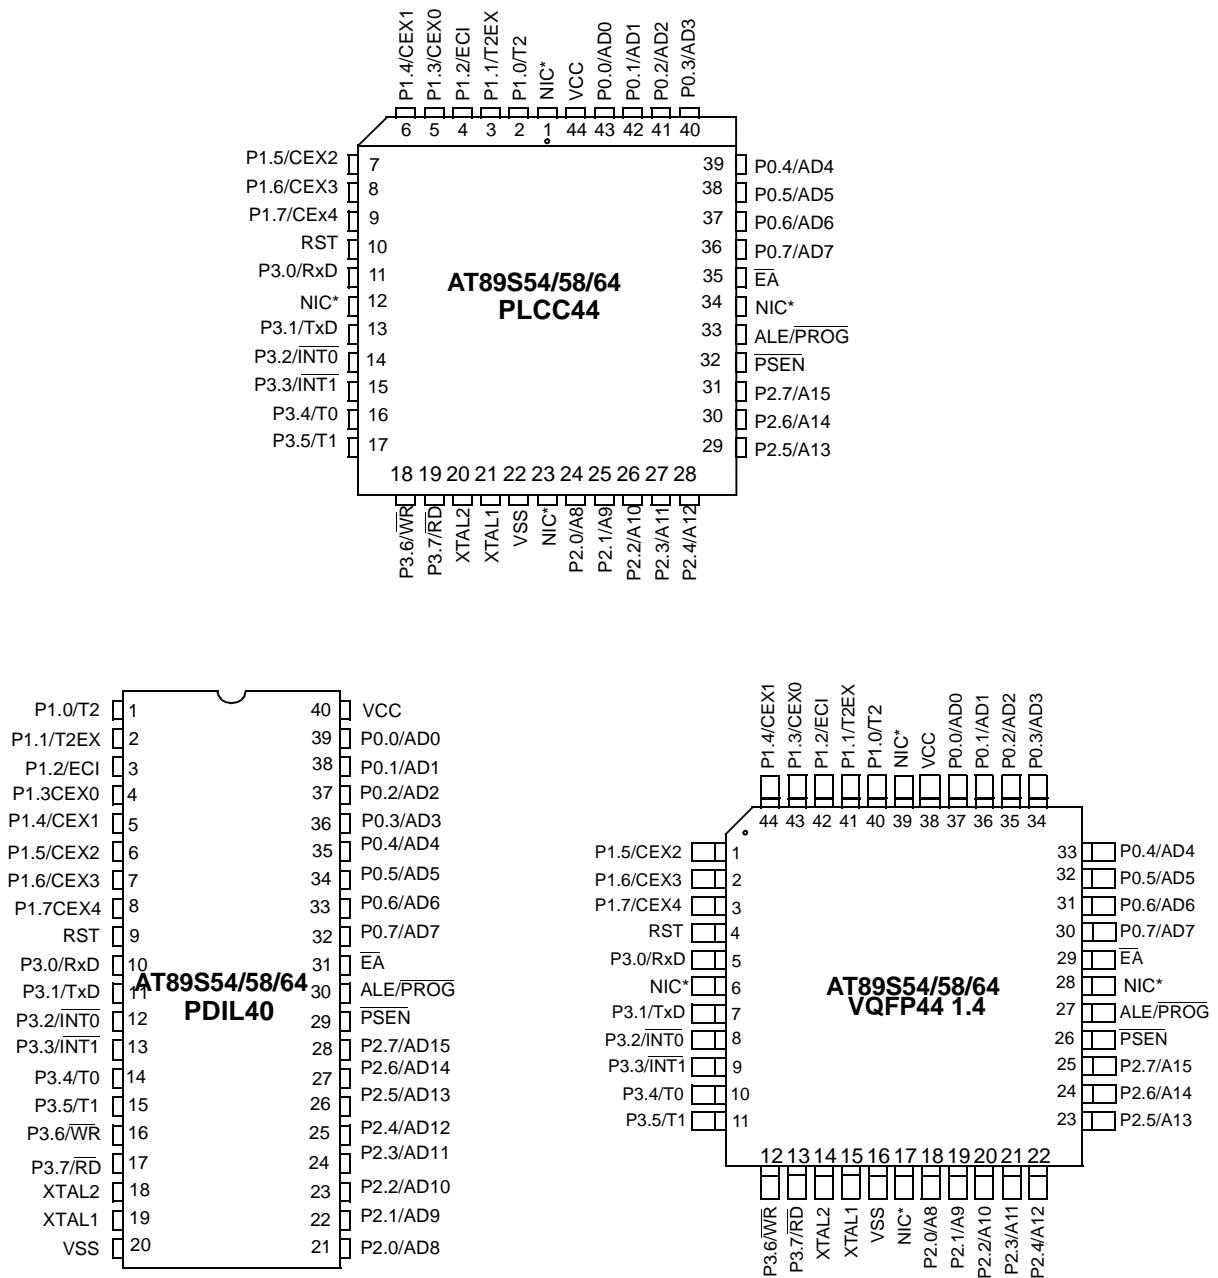 P1.4/CEX1
P1.3/CEX0
P1.2/ECI
P1.1/T2EX
P1.0/T2
NIC*
VCC
P0.0/AD0
P0.1/AD1
P0.2/AD2
P0.3/AD3
6 5 4 3 2 1 44 43 42 41 40
P1.5/CEX2 7
P1.6/CEX3 8
P1.7/CEx4 9
RST 10
P3.0/RxD 11
NIC* 12
P3.1/TxD 13
P3.2/INT0 14
P3.3/INT1 15
P3.4/T0 16
P3.5/T1 17
AT89S54/58/64
PLCC44
39 P0.4/AD4
38 P0.5/AD5
37 P0.6/AD6
36 P0.7/AD7
35 EA
34 NIC*
33 ALE/PROG
32 PSEN
31 P2.7/A15
30 P2.6/A14
29 P2.5/A13
18 19 20 21 22 23 24 25 26 27 28
P3.6/WR
P3.7/RD
XTAL2
XTAL1
VSS
NIC*
P2.0/A8
P2.1/A9
P2.2/A10
P2.3/A11
P2.4/A12
P1.0/T2 1
P1.1/T2EX 2
P1.2/ECI 3
P1.3CEX0 4
P1.4/CEX1 5
P1.5/CEX2 6
P1.6/CEX3 7
P1.7CEX4 8
RST 9
P3.0/RxD 10
P3.1/TxD 11
P3.2/INT0 12
P3.3/INT1 13
P3.4/T0 14
P3.5/T1 15
P3.6/WR 16
P3.7/RD 17
XTAL2 18
XTAL1 19
VSS 20
AT89S54/58/64
PDIL40
40 VCC
39 P0.0/AD0
38 P0.1/AD1
37 P0.2/AD2
36 P0.3/AD3
35 P0.4/AD4
34 P0.5/AD5
33 P0.6/AD6
32 P0.7/AD7
31 EA
30 ALE/PROG
29 PSEN
28 P2.7/AD15
27 P2.6/AD14
26 P2.5/AD13
25 P2.4/AD12
24 P2.3/AD11
23 P2.2/AD10
22 P2.1/AD9
21 P2.0/AD8
P1.4/CEX1
P1.3/CEX0
P1.2/ECI
P1.1/T2EX
P1.0/T2
NIC*
VCC
P0.0/AD0
P0.1/AD1
P0.2/AD2
P0.3/AD3
44 43 42 41 40 39 38 37 36 35 34
P1.5/CEX2 1
P1.6/CEX3 2
P1.7/CEX4 3
RST 4
P3.0/RxD 5
NIC* 6
P3.1/TxD 7
P3.2/INT0 8
P3.3/INT1 9
P3.4/T0 10
P3.5/T1 11
AT89S54/58/64
VQFP44 1.4
33 P0.4/AD4
32 P0.5/AD5
31 P0.6/AD6
30 P0.7/AD7
29 EA
28 NIC*
27 ALE/PROG
26 PSEN
25 P2.7/A15
24 P2.6/A14
23 P2.5/A13
12 13 14 15 16 17 18 19 20 21 22
P3.6/WR
P3.7/RD
XTAL2
XTAL1
VSS
NIC*
P2.0/A8
P2.1/A9
P2.2/A10
P2.3/A11
P2.4/A12